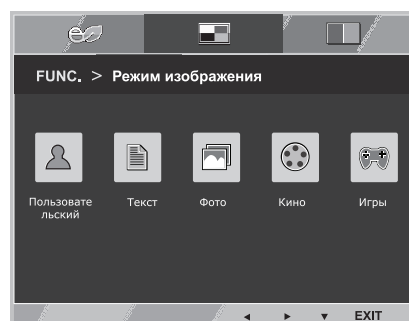 FUNC. > Режим изображения
Пользовате
льский
Текст
Фото
Кино
Игры
EXIT